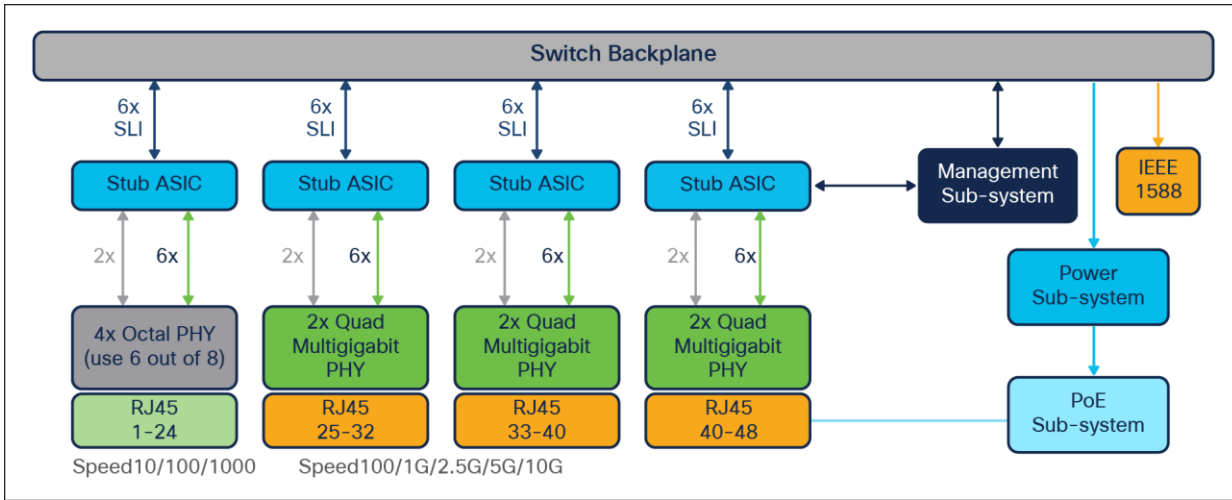 Switch Backplane
6x
SLI
6x
SLI
6x
SLI
6x
SLI
Stub ASIC
Stub ASIC
Stub ASIC
Stub ASIC
Management
Sub-system
IEEE
1588
2x
6x
2x
6x
2x
6x
2x
6x
Power
Sub-system
4x Octal PHY
(use 6 out of 8)
2x Quad
Multigigabit
PHY
2x Quad
Multigigabit
PHY
2x Quad
Multigigabit
PHY
RJ45
1-24
RJ45
25-32
RJ45
33-40
RJ45
40-48
PoE
Sub-system
Speed10/100/1000
Speed100/1G/2.5G/5G/10G